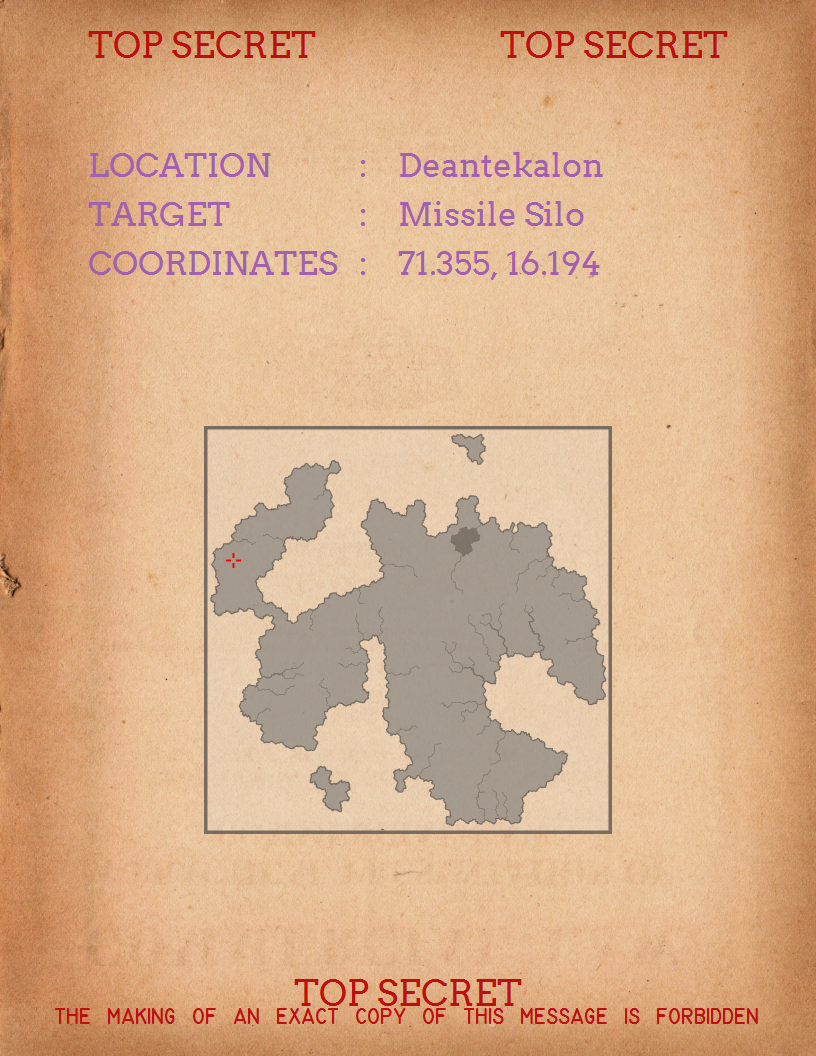 TOP SECRET TOP SECRET
LOCATION : Deantekalon
TARGET : Missile Silo
COORDINATES : 71.355, 16.194
TOP SECRET
THE MAKING OF AN EXACT COPY OF THIS MESSAGE IS FORBIDDEN